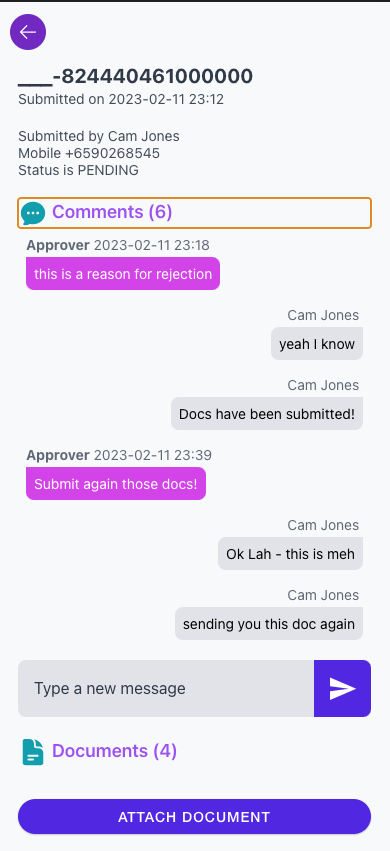 ___-824440461000000
Submitted on 2023-02-11 23:12
Submitted by Cam Jones
Mobile +6590268545
Status is PENDING
Comments (6)
Approver 2023-02-11 23:18
this is a reason for rejection
Cam Jones
yeah I know
Cam Jones
Docs have been submitted!
Approver 2023-02-11 23:39
Submit again those docs!
Cam Jones
Ok Lah - this is meh
Cam Jones
sending you this doc again
Type a new message
Documents (4)
ATTACH DOCUMENT